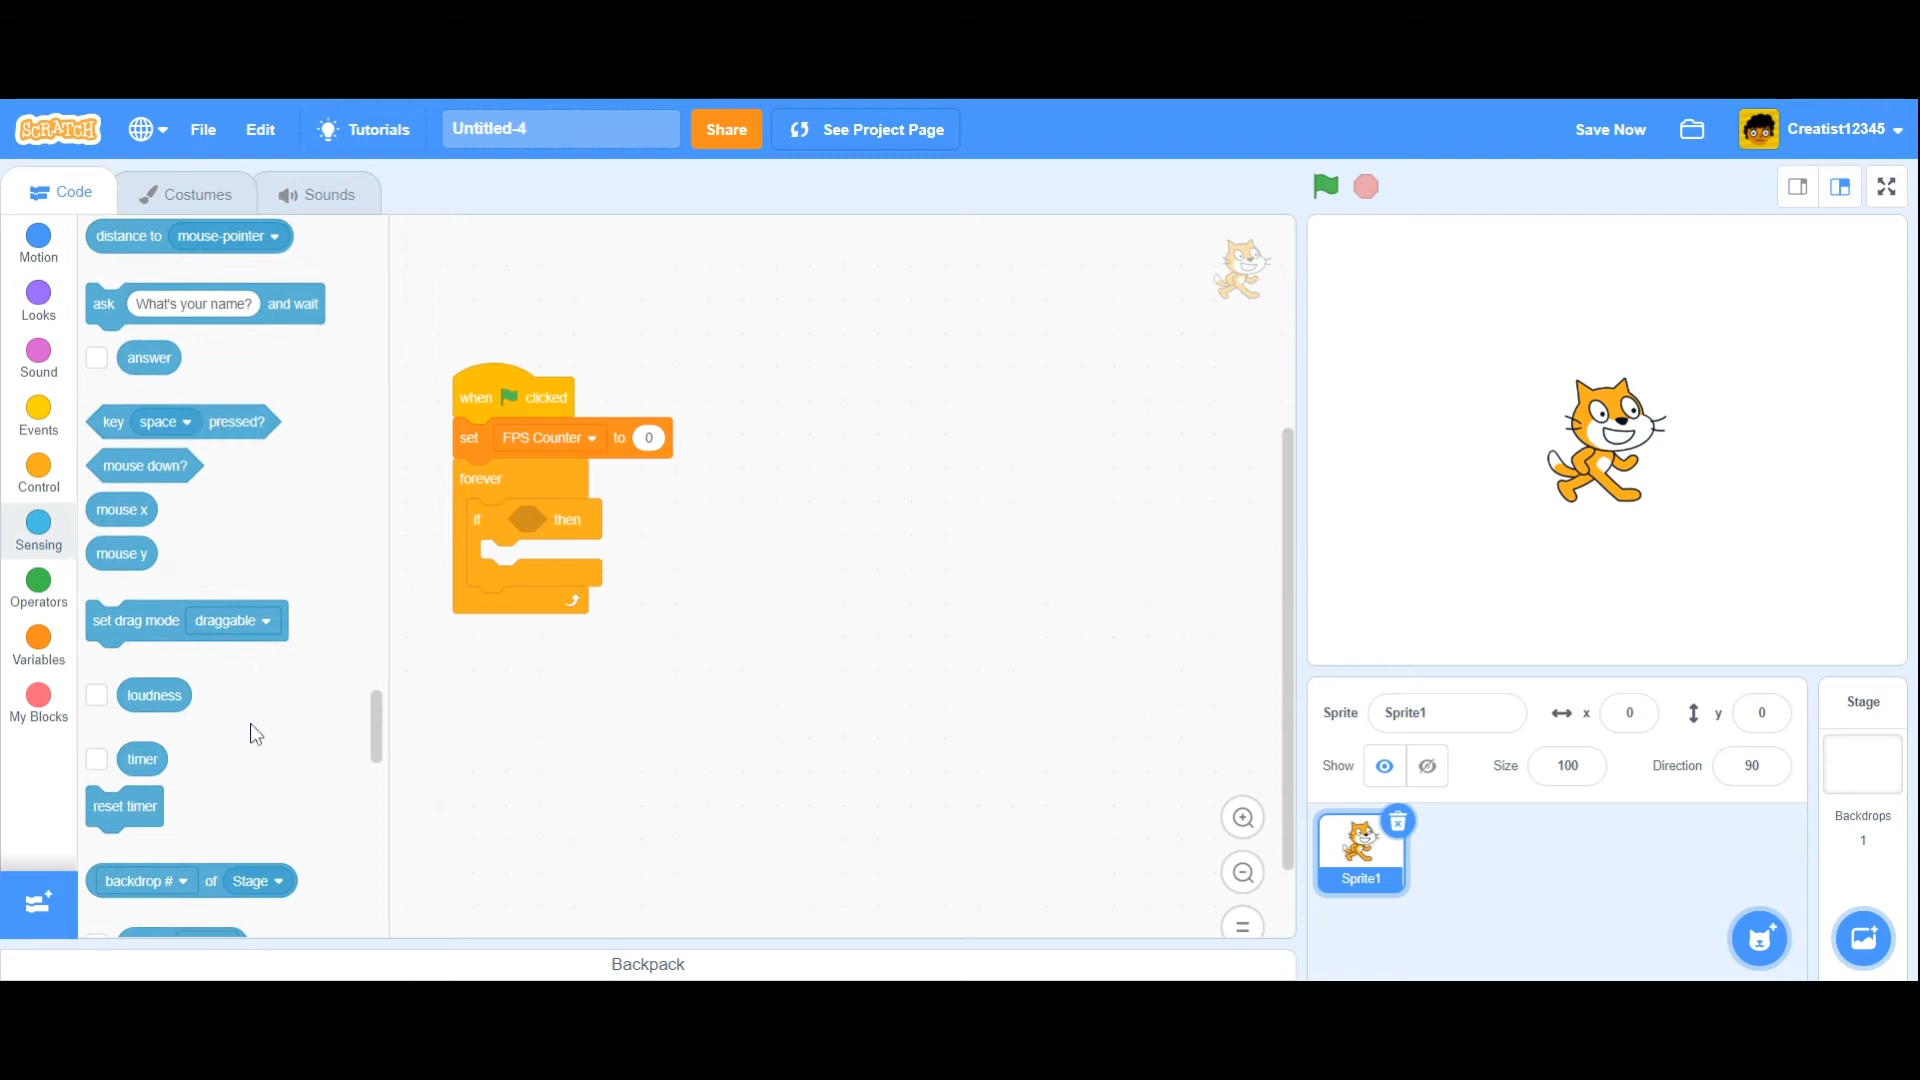 SCRATCH File Edit Tutorials Untitled-4 Share See Project Page Save Now Creatist12345
Code Costumes Sounds
Motion
Looks
Sound
Events
Control
Sensing
Operators
Variables
My Blocks
distance to mouse-pointer
ask What's your name? and wait
answer
key space pressed?
mouse down?
mouse x
mouse y
set drag mode draggable
loudness
timer
reset timer
backdrop # of Stage
when clicked
set FPS Counter to 0
forever
if then
=
Backpack
Sprite Sprite1 x 0 y 0
Show Size 100 Direction 90
Sprite1
Stage
Backdrops
1